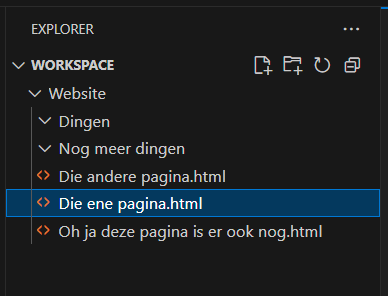 EXPLORER
WORKSPACE
Website
Dingen
Nog meer dingen
Die andere pagina.html
Die ene pagina.html
Oh ja deze pagina is er ook nog.html